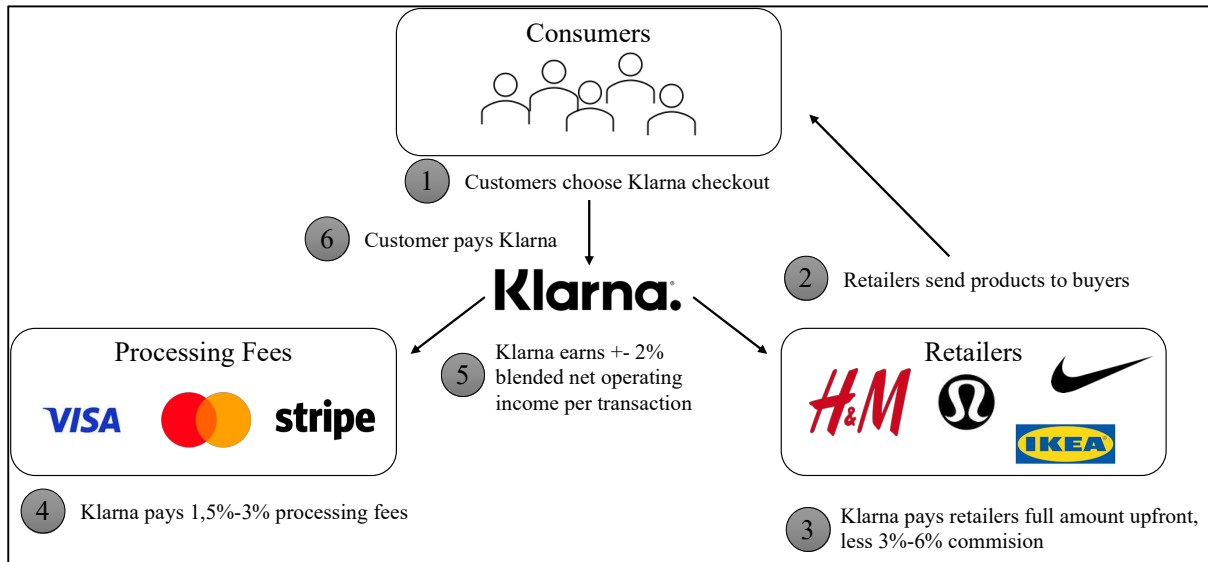 Consumers
1
Customers choose Klarna checkout
6
Customer pays Klarna
Klarna.
2
Retailers send products to buyers
Processing Fees
VISA
stripe
5
Klarna earns +- 2%
blended net operating
income per transaction
Retailers
H&M
IKEA
4
Klarna pays 1,5%-3% processing fees
3
Klarna pays retailers full amount upfront,
less 3%-6% commision